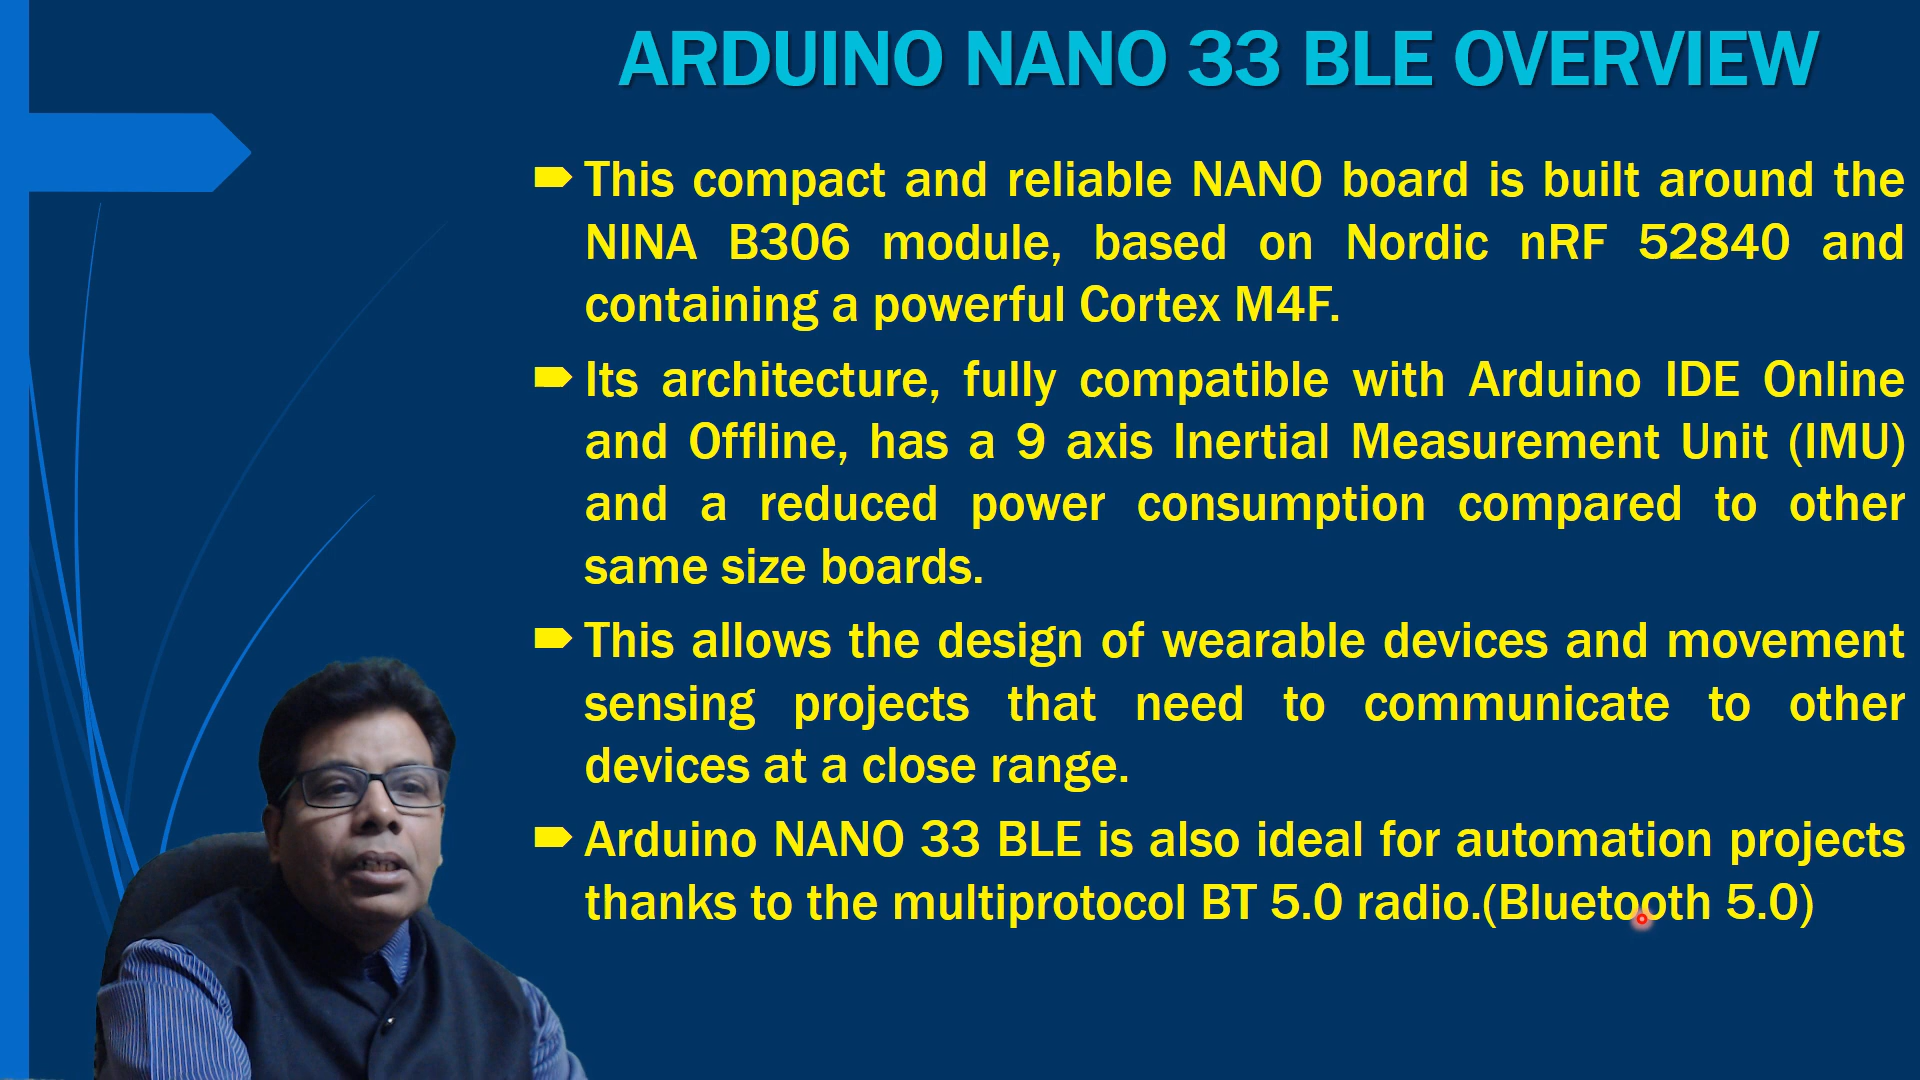 ARDUINO NANO 33 BLE OVERVIEW
This compact and reliable NANO board is built around the
NINA B306 module, based on Nordic nRF 52840 and
containing a powerful Cortex M4F.
Its architecture, fully compatible with Arduino IDE Online
and Offline, has a 9 axis Inertial Measurement Unit (IMU)
and a reduced power consumption compared to other
same size boards.
This allows the design of wearable devices and movement
sensing projects that need to communicate to other
devices at a close range.
Arduino NANO 33 BLE is also ideal for automation projects
thanks to the multiprotocol BT 5.0 radio.(Bluetooth 5.0)